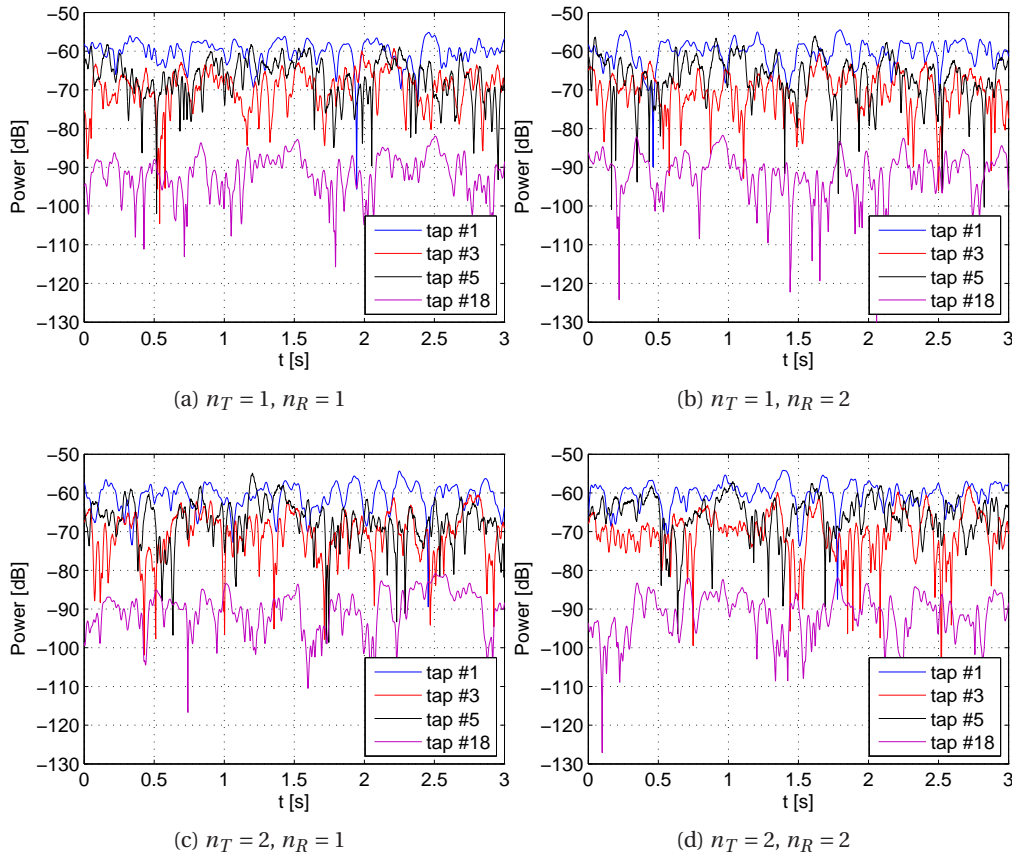 −50
−60
−70
−80
−90
−100
−110
−120
−130
Power [dB]
0 0.5 1 1.5 2 2.5 3
t [s]
tap #1
tap #3
tap #5
tap #18
(a) n_T = 1, n_R = 1
−50
−60
−70
−80
−90
−100
−110
−120
−130
Power [dB]
0 0.5 1 1.5 2 2.5 3
t [s]
tap #1
tap #3
tap #5
tap #18
(b) n_T = 1, n_R = 2
−50
−60
−70
−80
−90
−100
−110
−120
−130
Power [dB]
0 0.5 1 1.5 2 2.5 3
t [s]
tap #1
tap #3
tap #5
tap #18
(c) n_T = 2, n_R = 1
−50
−60
−70
−80
−90
−100
−110
−120
−130
Power [dB]
0 0.5 1 1.5 2 2.5 3
t [s]
tap #1
tap #3
tap #5
tap #18
(d) n_T = 2, n_R = 2